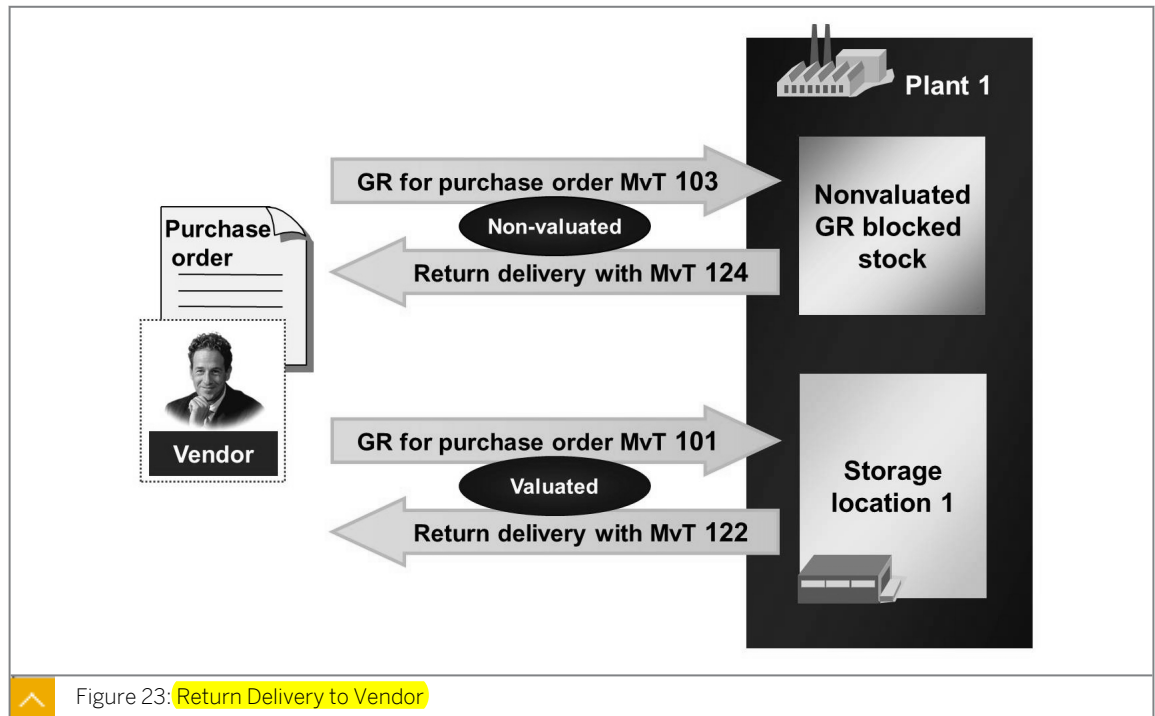 Plant 1
GR for purchase order MvT 103
Non-valuated
Return delivery with MvT 124
Nonvaluated
GR blocked
stock
Purchase
order
Vendor
GR for purchase order MvT 101
Valuated
Return delivery with MvT 122
Storage
location 1
Figure 23: Return Delivery to Vendor